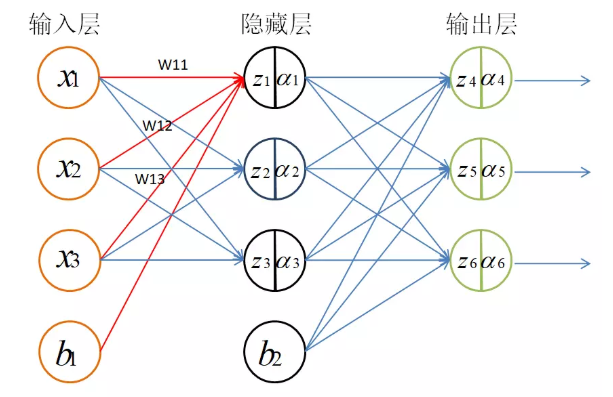 输入层 隐藏层 输出层
x1 W11 z1 α1 z4 α4
W12
x2 z2 α2 z5 α5
W13
x3 z3 α3 z6 α6
b1 b2